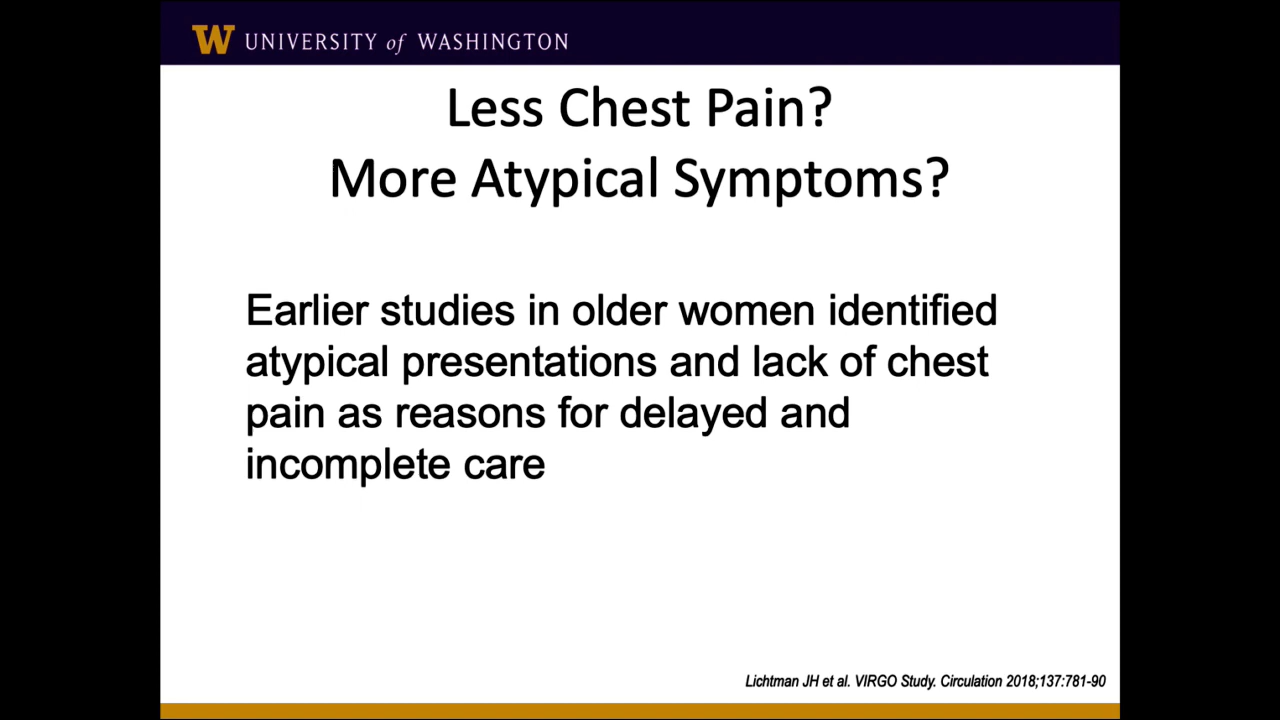 W UNIVERSITY of WASHINGTON
Less Chest Pain?
More Atypical Symptoms?
Earlier studies in older women identified
atypical presentations and lack of chest
pain as reasons for delayed and
incomplete care
Lichtman JH et al. VIRGO Study. Circulation 2018;137:781-90